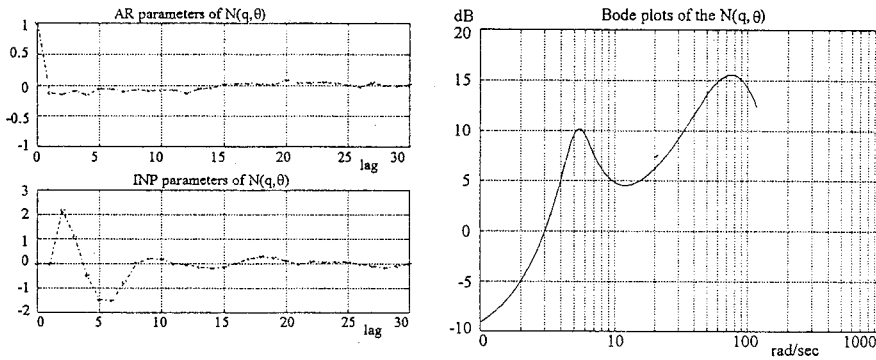 AR parameters of N(q,θ)
1
0.5
0
-0.5
-1
0 5 10 15 20 25 30
lag
INP parameters of N(q,θ)
2
1
0
-1
-2
0 5 10 15 20 25 30
lag
Bode plots of the N(q,θ)
dB
20
15
10
5
0
-5
-10
0 10 100 1000
rad/sec